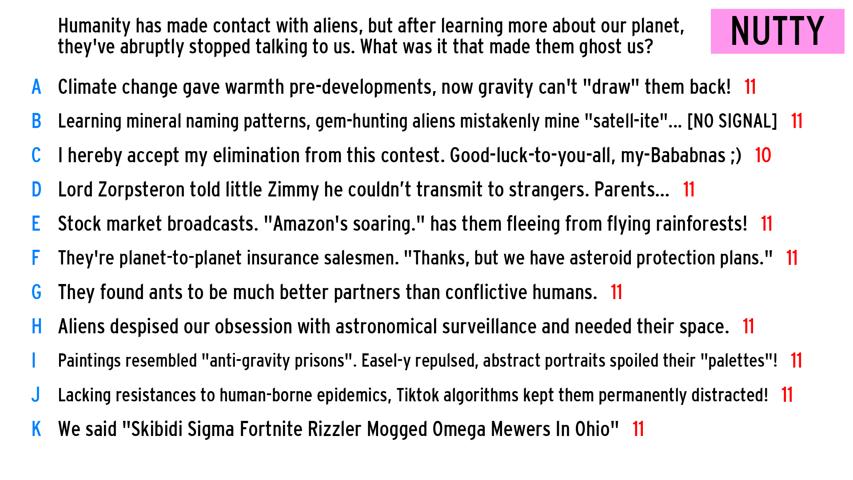 Humanity has made contact with aliens, but after learning more about our planet,
they've abruptly stopped talking to us. What was it that made them ghost us?
NUTTY
A Climate change gave warmth pre-developments, now gravity can't "draw" them back! 11
B Learning mineral naming patterns, gem-hunting aliens mistakenly mine "satell-ite"... [NO SIGNAL] 11
C I hereby accept my elimination from this contest. Good-luck-to-you-all, my-Bababnas ;) 10
D Lord Zorpsteron told little Zimmy he couldn’t transmit to strangers. Parents... 11
E Stock market broadcasts. "Amazon's soaring." has them fleeing from flying rainforests! 11
F They're planet-to-planet insurance salesmen. "Thanks, but we have asteroid protection plans." 11
G They found ants to be much better partners than conflictive humans. 11
H Aliens despised our obsession with astronomical surveillance and needed their space. 11
I Paintings resembled "anti-gravity prisons". Easel-y repulsed, abstract portraits spoiled their "palettes"! 11
J Lacking resistances to human-borne epidemics, Tiktok algorithms kept them permanently distracted! 11
K We said "Skibidi Sigma Fortnite Rizzler Mogged Omega Mewers In Ohio" 11